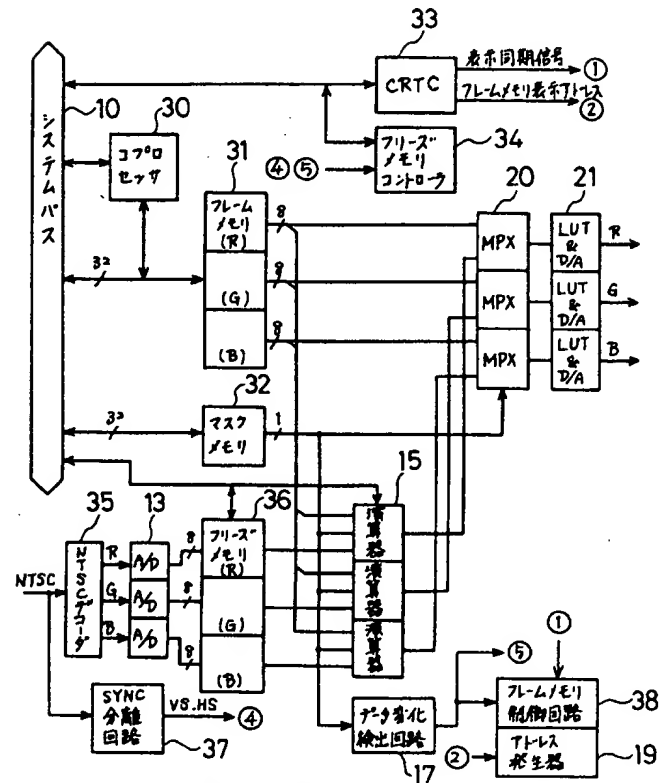 33
表示同期信号
①
CRTC
フレームメモリ表示アドレス
②
10
30
システムバス
コプロ
セッサ
34
フリーズ
メモリ
コントローラ
④ ⑤
31
フレーム
メモリ
(R)
8
(G)
8
(B)
8
32
20
21
MPX
LUT
&
D/A
R
MPX
LUT
&
D/A
G
MPX
LUT
&
D/A
B
32
32
マスク
メモリ
1
15
演算器
演算器
演算器
35
13
36
NTSC
NTSCデコーダ
R
A/D
8
フリーズ
メモリ
(R)
G
A/D
8
(G)
B
A/D
8
(B)
SYNC
分離
回路
VS.HS
④
37
データ変化
検出回路
17
⑤
①
フレームメモリ
制御回路
38
②
アドレス
発生器
19